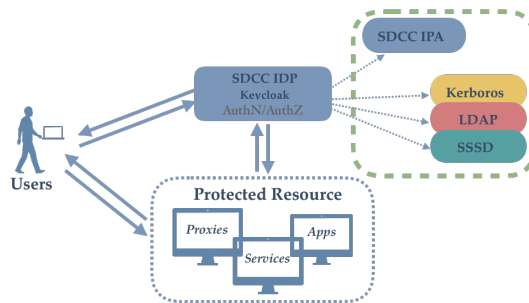 SDCC IPA
SDCC IDP
Keycloak
AuthN/AuthZ
Kerboros
LDAP
SSSD
Users
Protected Resource
Proxies
Apps
Services